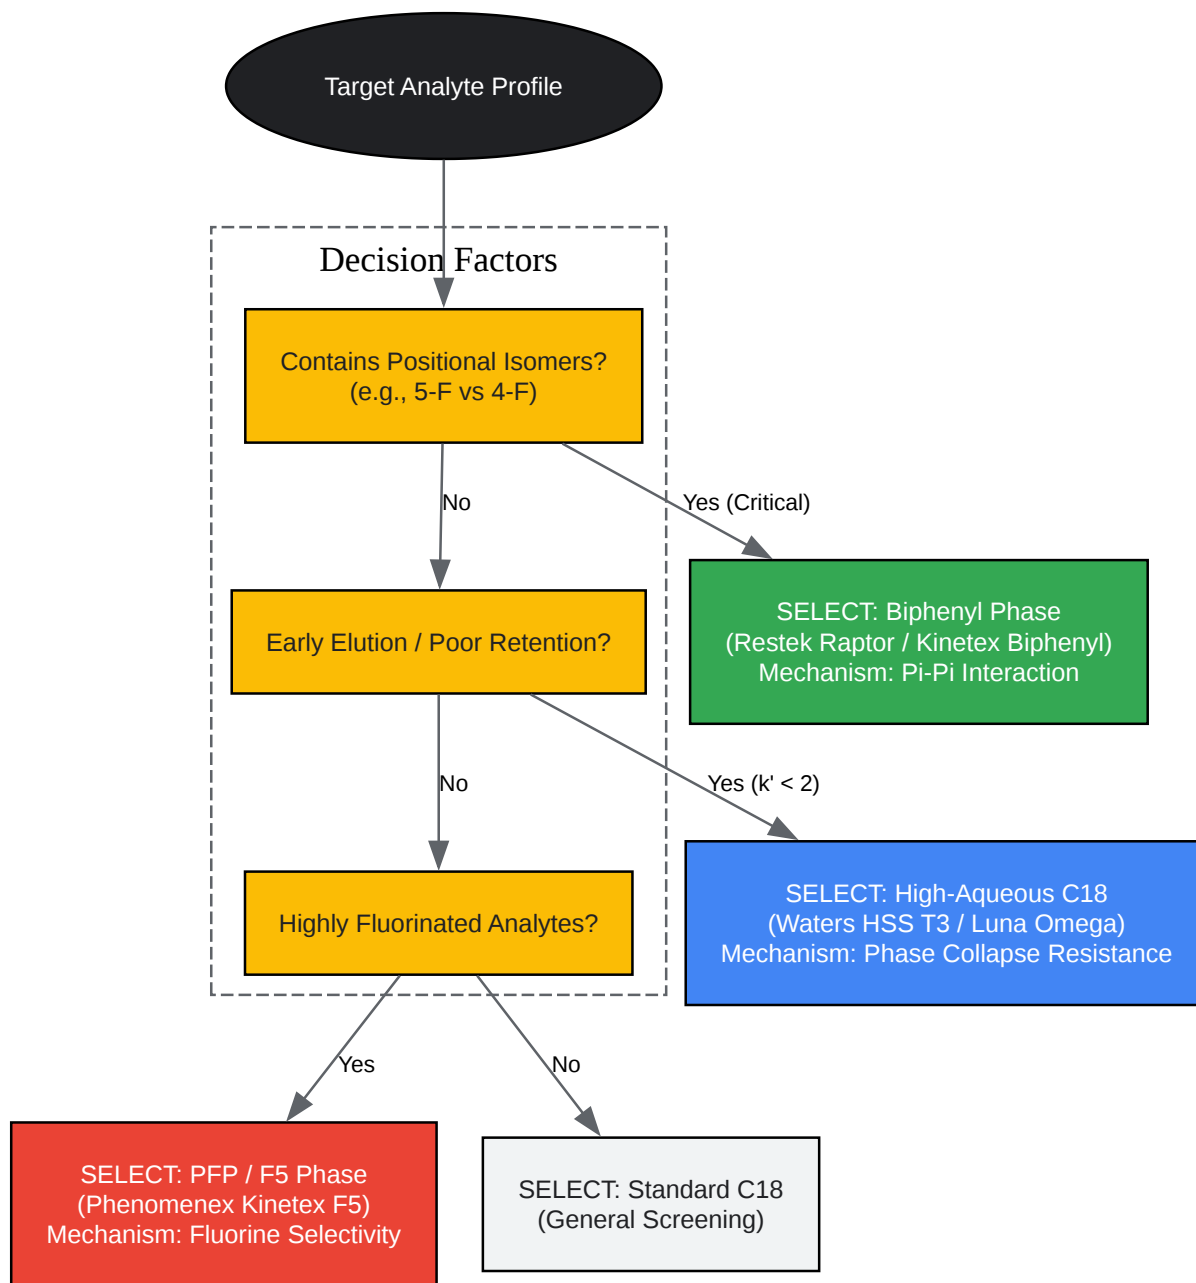 Target Analyte Profile
Decision Factors
Contains Positional Isomers?
(e.g., 5-F vs 4-F)
No
Yes (Critical)
SELECT: Biphenyl Phase
(Restek Raptor / Kinetex Biphenyl)
Mechanism: Pi-Pi Interaction
Early Elution / Poor Retention?
No
Yes (k' < 2)
SELECT: High-Aqueous C18
(Waters HSS T3 / Luna Omega)
Mechanism: Phase Collapse Resistance
Highly Fluorinated Analytes?
Yes
No
SELECT: PFP / F5 Phase
(Phenomenex Kinetex F5)
Mechanism: Fluorine Selectivity
SELECT: Standard C18
(General Screening)